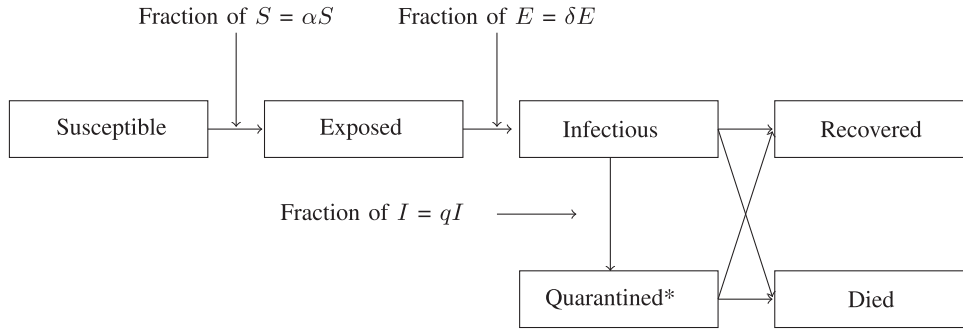 Fraction of S = αS
Fraction of E = δE
Susceptible
Exposed
Infectious
Recovered
Fraction of I = qI
Quarantined*
Died